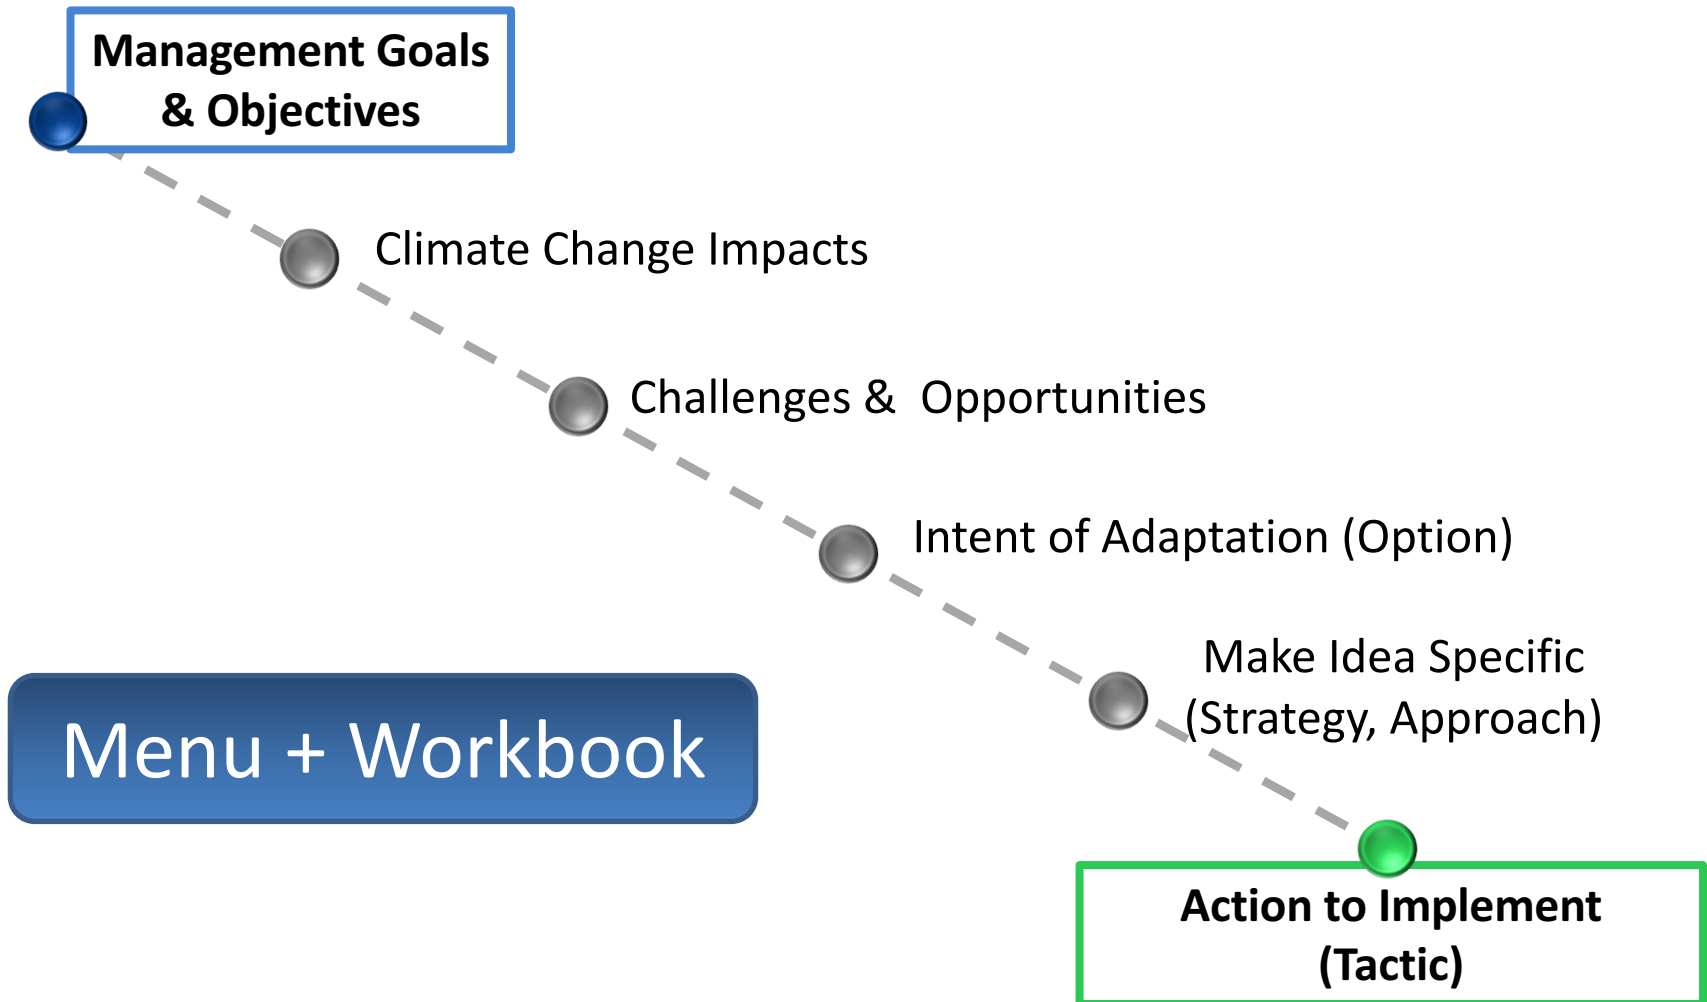 Management Goals
& Objectives
Climate Change Impacts
Challenges &  Opportunities
Intent of Adaptation (Option)
Make Idea Specific
(Strategy, Approach)
Menu + Workbook
Action to Implement
(Tactic)